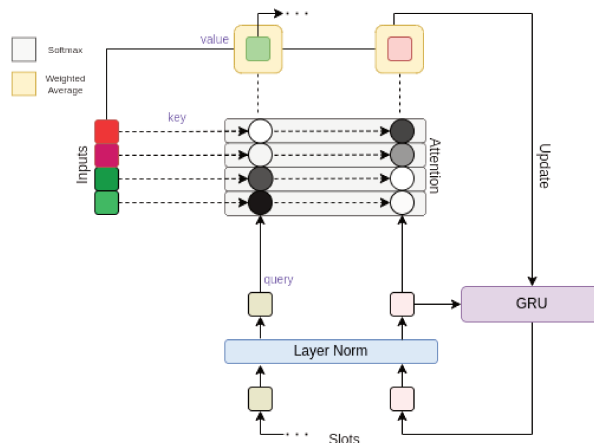 Softmax
Weighted
Average
value
key
Inputs
Attention
Update
query
GRU
Layer Norm
Slots